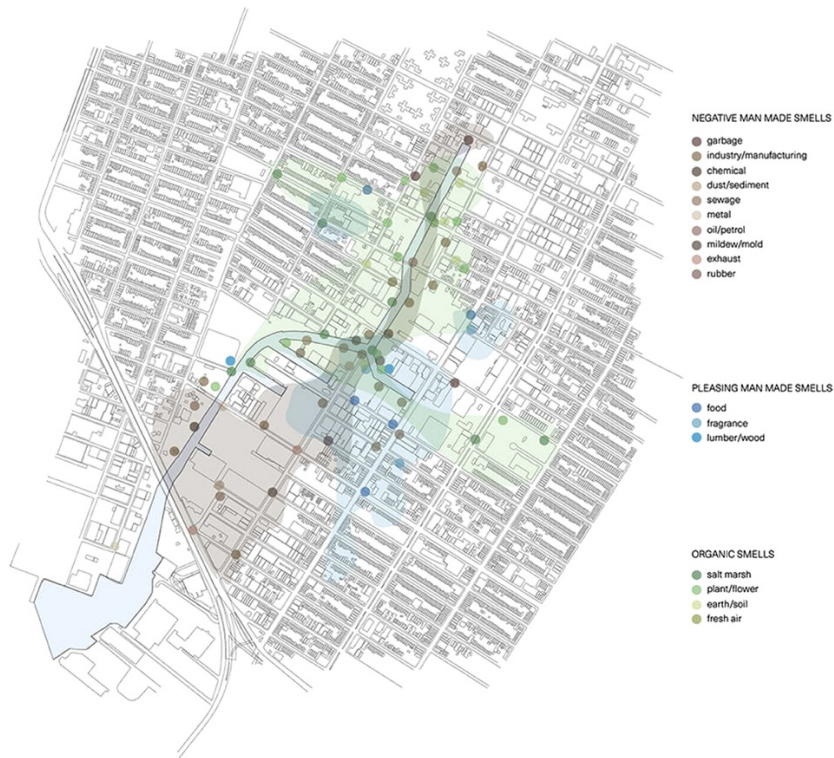 NEGATIVE MAN MADE SMELLS
garbage
industry/manufacturing
chemical
dust/sediment
sewage
metal
oil/petrol
mildew/mold
exhaust
rubber
PLEASING MAN MADE SMELLS
food
fragrance
lumber/wood
ORGANIC SMELLS
salt marsh
plant/flower
earth/soil
fresh air